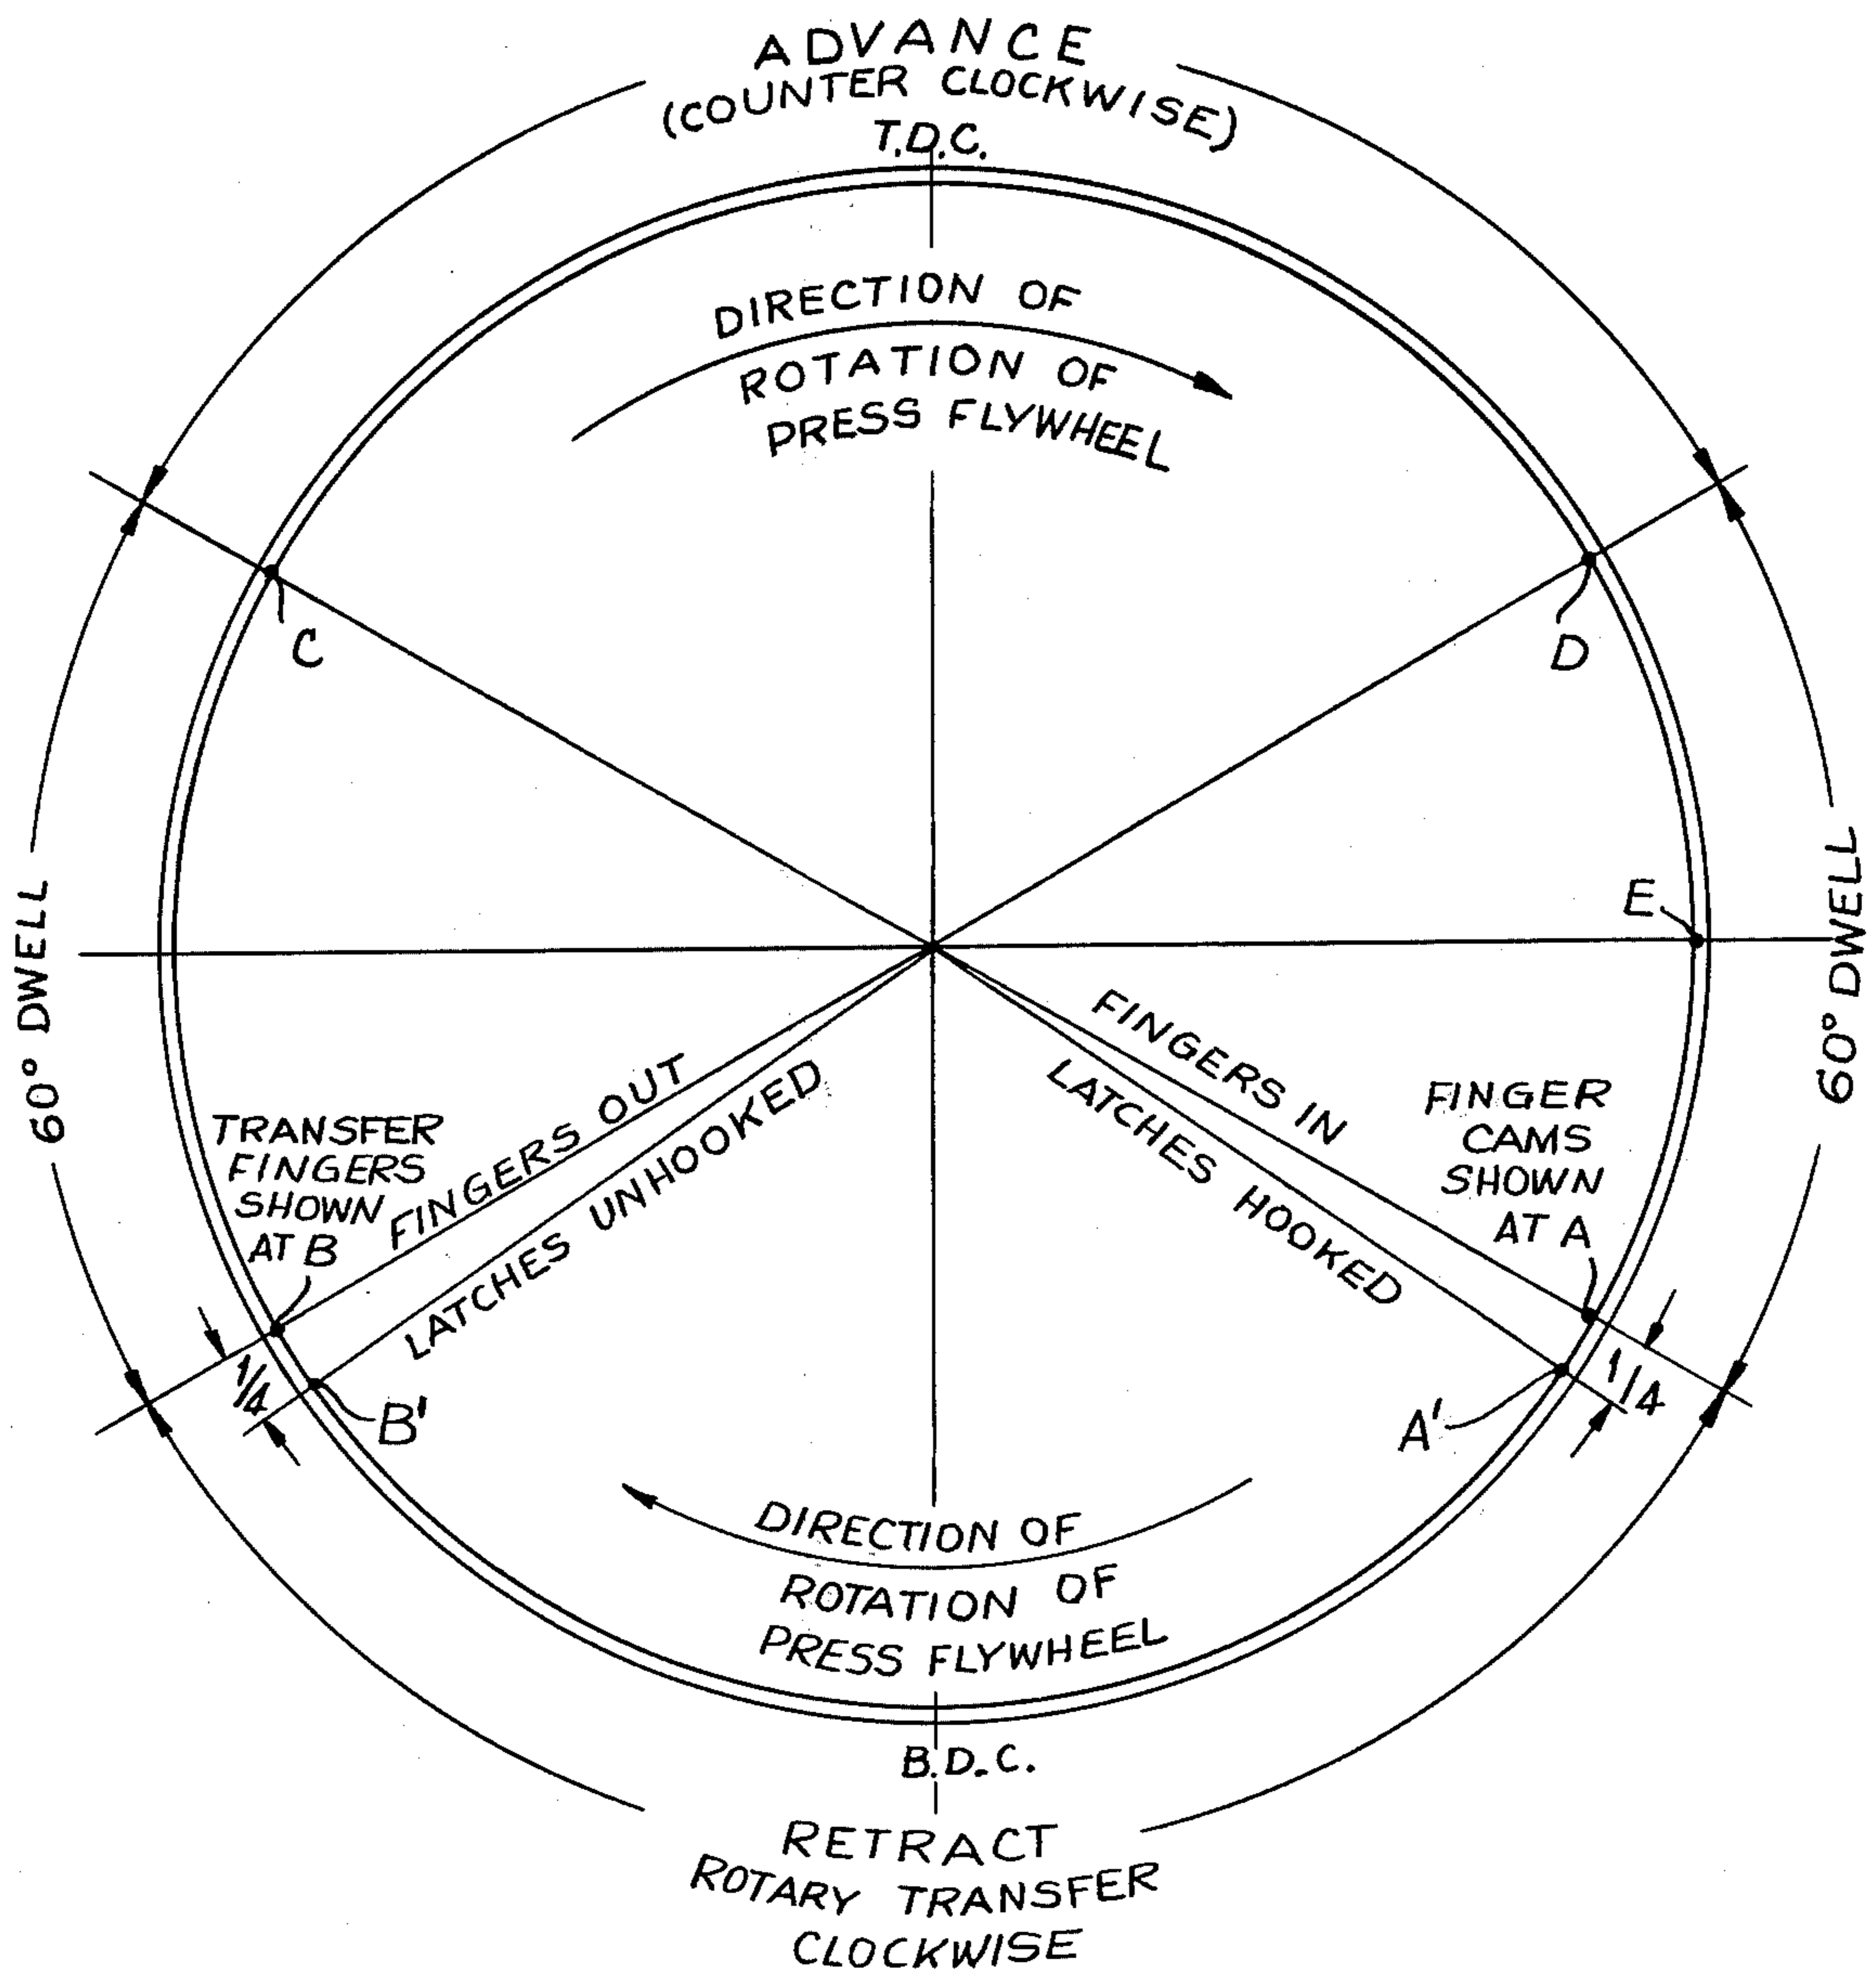 ADVANCE
(COUNTER CLOCKWISE)
T.D.C.
DIRECTION OF
ROTATION OF
PRESS FLYWHEEL
C
D
E
60° DWELL
60° DWELL
FINGERS IN
LATCHES HOOKED
FINGER
CAMS
SHOWN
AT A
FINGERS OUT
LATCHES UNHOOKED
TRANSFER
FINGERS
SHOWN
AT B
1/4
B'
A'
1/4
DIRECTION OF
ROTATION OF
PRESS FLYWHEEL
B.D.C.
RETRACT
ROTARY TRANSFER
CLOCKWISE